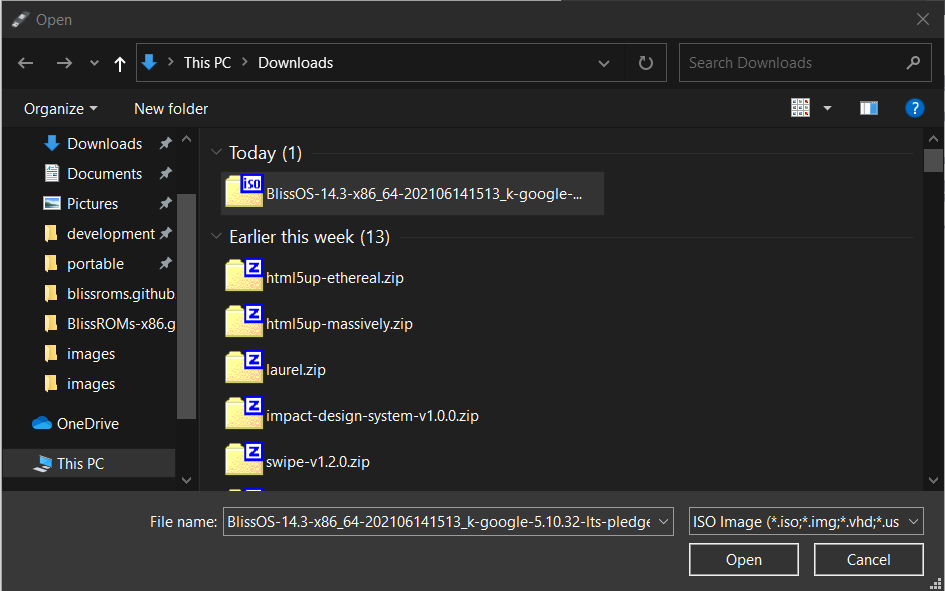 Open
This PC
Downloads
Search Downloads
Organize
New folder
?
Downloads
Documents
Pictures
development
portable
blissroms.github
BlissROMs-x86.g
images
images
OneDrive
This PC
Today (1)
iso
BlissOS-14.3-x86_64-202106141513_k-google-...
Earlier this week (13)
Z
html5up-ethereal.zip
Z
html5up-massively.zip
Z
laurel.zip
Z
impact-design-system-v1.0.0.zip
Z
swipe-v1.2.0.zip
File name:
BlissOS-14.3-x86_64-202106141513_k-google-5.10.32-lts-pledge
ISO Image (*.iso;*.img;*.vhd;*.us
Open
Cancel